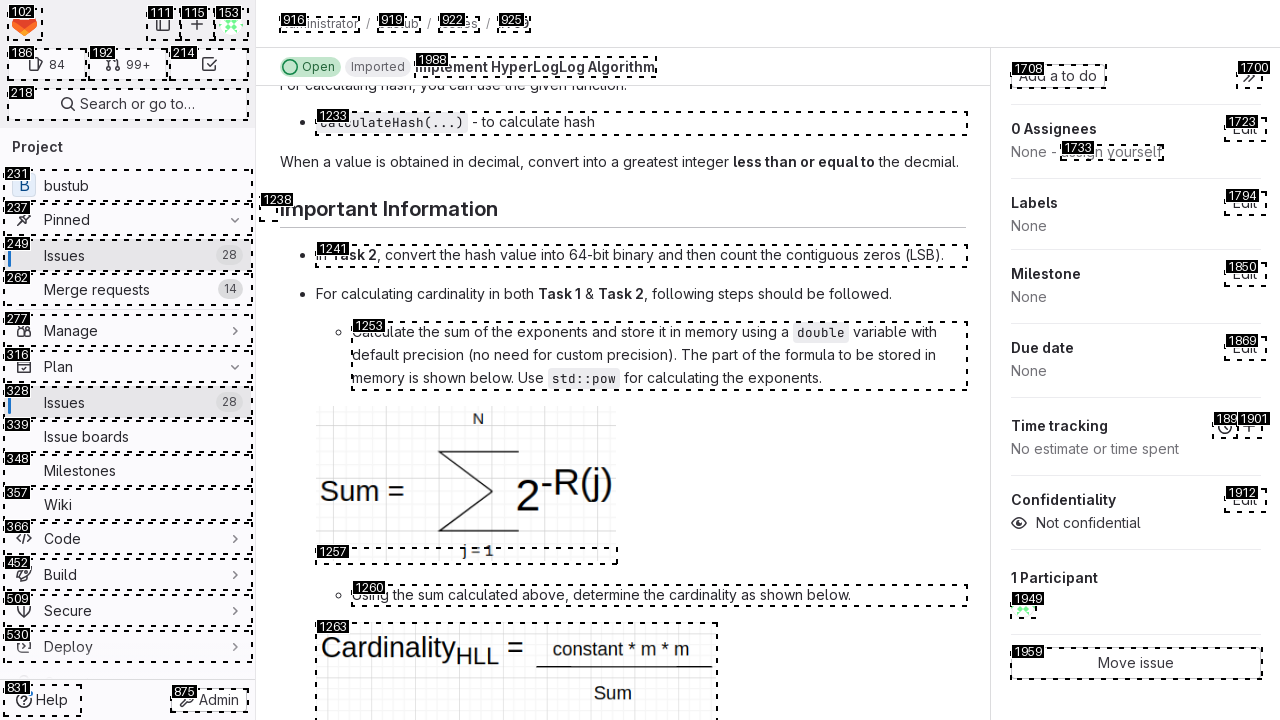 102
111
115
153
186
84
192
99+
214
218
Search or go to…
Project
231
B
bustub
237
Pinned
249
Issues
28
262
Merge requests
14
277
Manage
316
Plan
328
Issues
28
339
Issue boards
348
Milestones
357
Wiki
366
Code
452
Build
509
Secure
530
Deploy
831
Help
875
Admin
916
/
919
/
922
/
925
Open
Imported
1988
Implement HyperLogLog Algorithm
For calculating hash, you can use the given function:
1233
calculateHash(...) - to calculate hash
When a value is obtained in decimal, convert into a greatest integer less than or equal to the decmial.
1238
Important Information
1241
In Task 2, convert the hash value into 64-bit binary and then count the contiguous zeros (LSB).
For calculating cardinality in both Task 1 & Task 2, following steps should be followed.
1253
Calculate the sum of the exponents and store it in memory using a double variable with
default precision (no need for custom precision). The part of the formula to be stored in
memory is shown below. Use std::pow for calculating the exponents.
N
Sum = 2-R(j)
j = 1
1257
1260
Using the sum calculated above, determine the cardinality as shown below.
1263
CardinalityHLL = constant * m * m
Sum
1708
Add a to do
1700
0 Assignees
1723
Edit
None - assign yourself
1733
Labels
1794
Edit
None
Milestone
1850
Edit
None
Due date
1869
Edit
None
Time tracking
189
1901
No estimate or time spent
Confidentiality
1912
Edit
Not confidential
1 Participant
1949
1959
Move issue